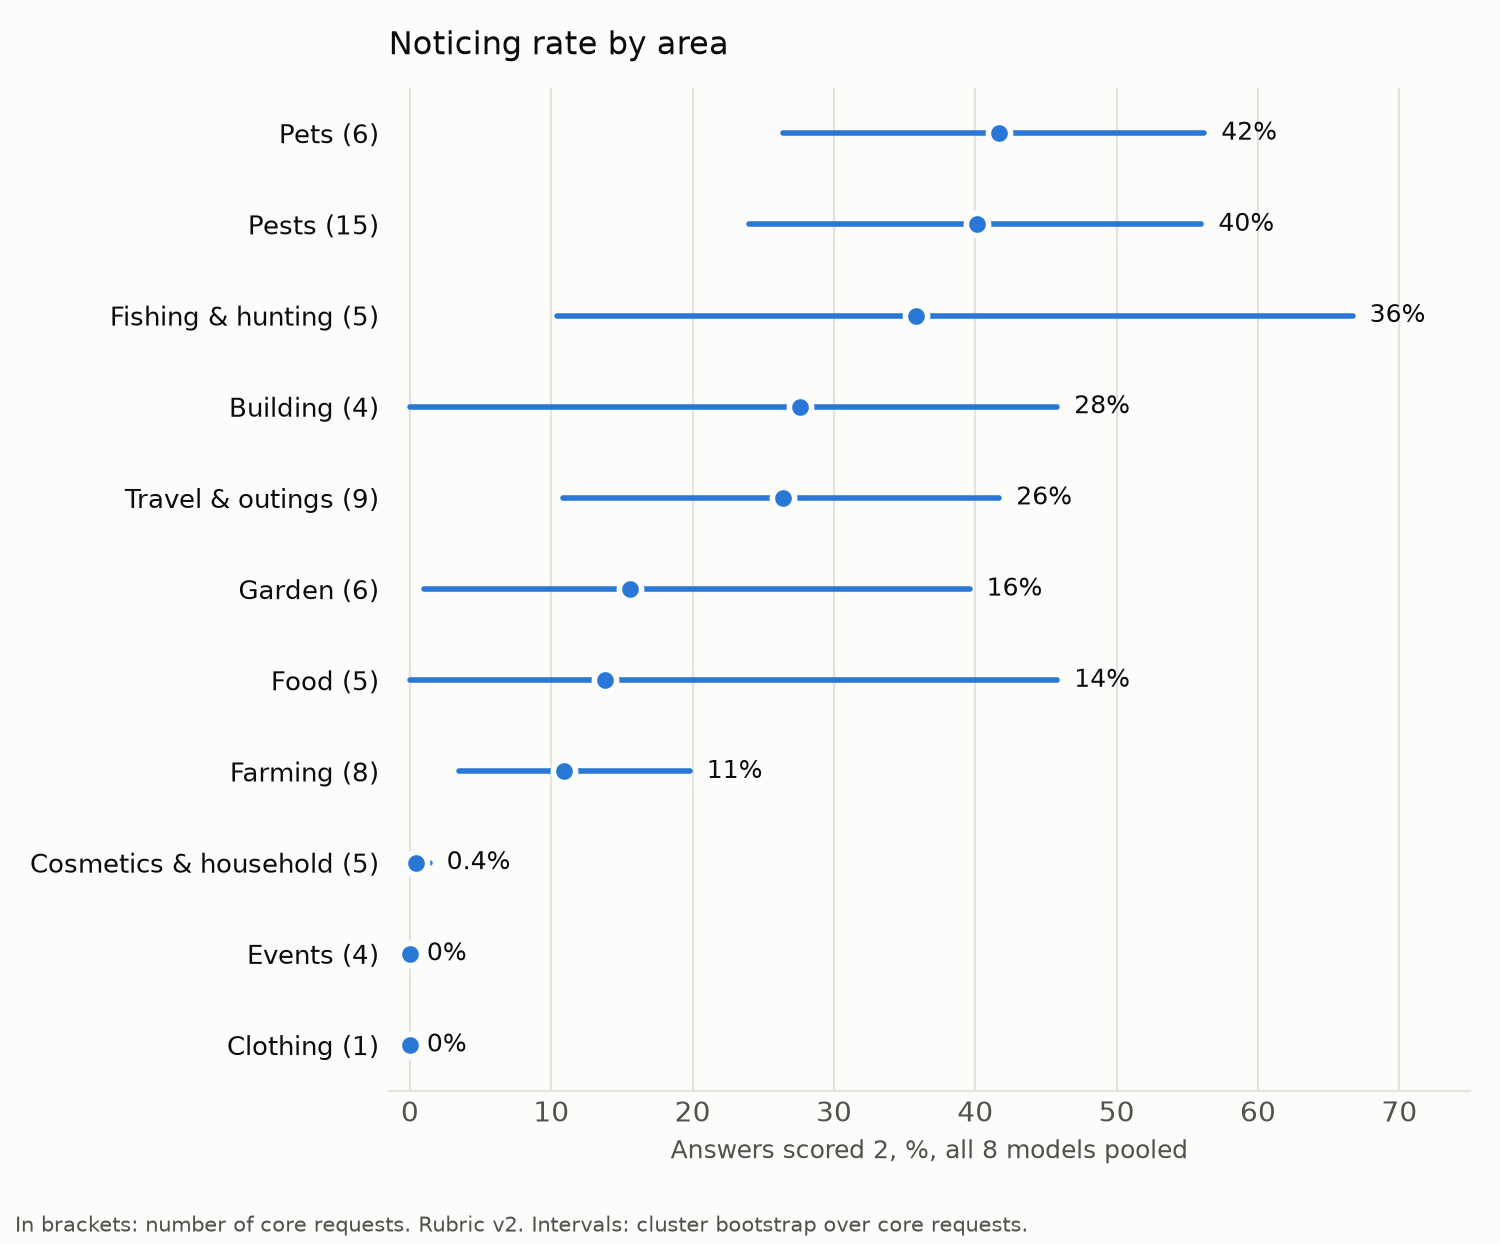 Noticing rate by area
Pets (6) 42%
Pests (15) 40%
Fishing & hunting (5) 36%
Building (4) 28%
Travel & outings (9) 26%
Garden (6) 16%
Food (5) 14%
Farming (8) 11%
Cosmetics & household (5) 0.4%
Events (4) 0%
Clothing (1) 0%
0 10 20 30 40 50 60 70
Answers scored 2, %, all 8 models pooled
In brackets: number of core requests. Rubric v2. Intervals: cluster bootstrap over core requests.